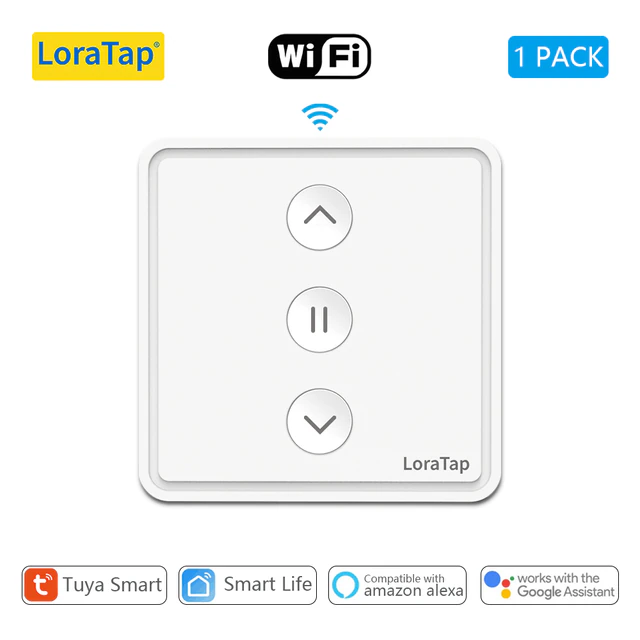 LoraTap®
WiFi
1 PACK
LoraTap
Tuya Smart
Smart Life
Compatible with
amazon alexa
works with the
Google Assistant